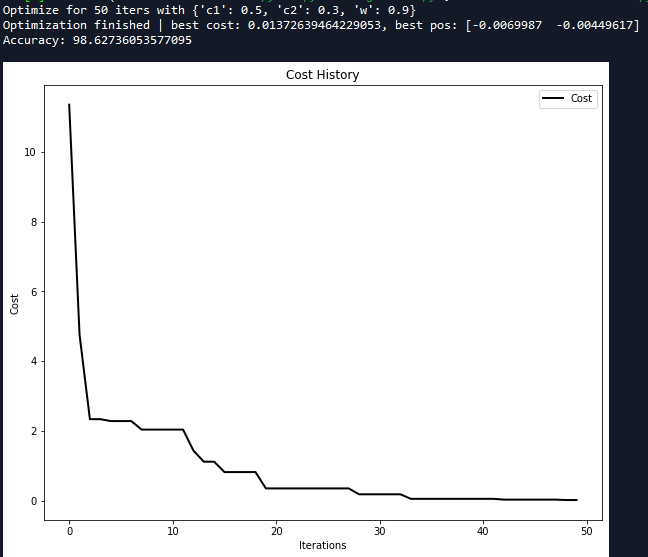 Optimize for 50 iters with {'c1': 0.5, 'c2': 0.3, 'w': 0.9}
Optimization finished | best cost: 0.01372639464229053, best pos: [-0.0069987  -0.00449617]
Accuracy: 98.62736053577095
Cost History
Cost
10
8
6
4
2
0
Cost
0
10
20
30
40
50
Iterations